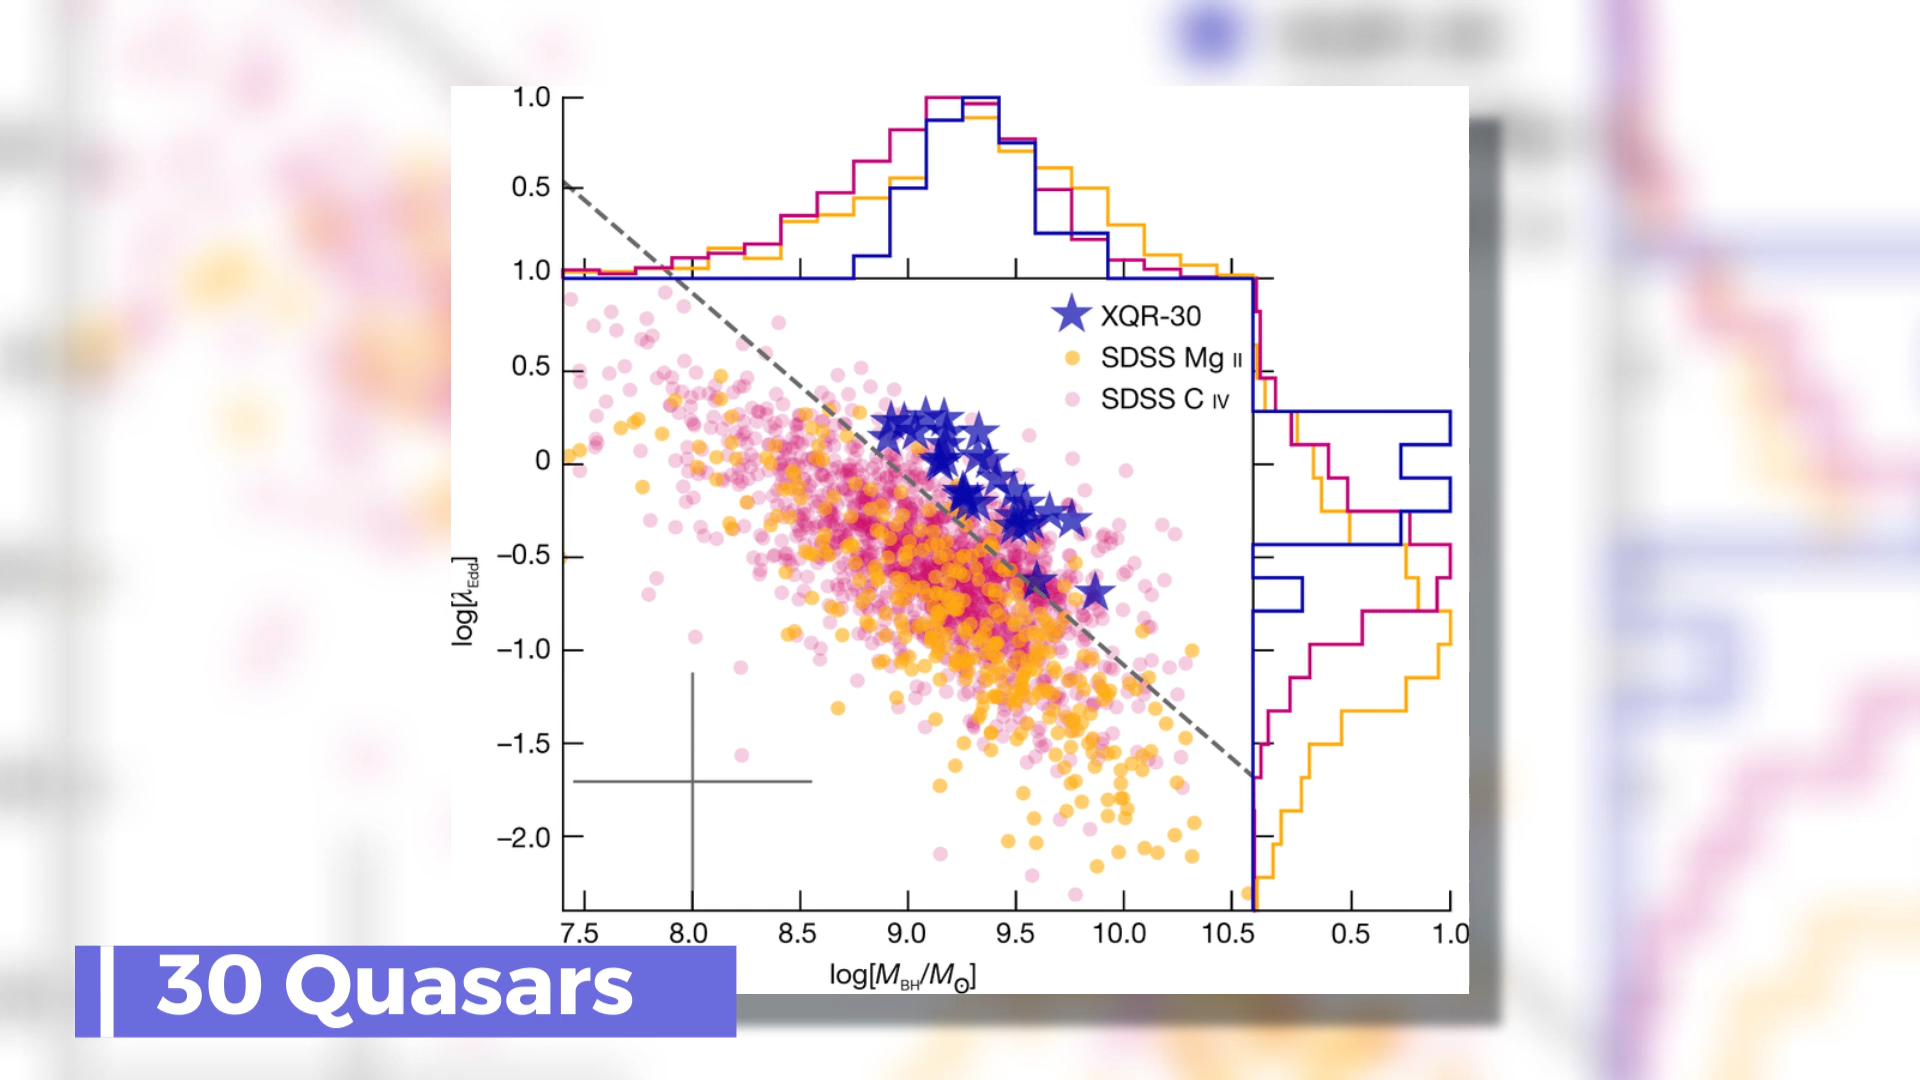 1.0
0.5
1.0
XQR-30
SDSS Mg II
SDSS C IV
0.5
0
−0.5
−1.0
−1.5
−2.0
log[λEdd]
7.5 8.0 8.5 9.0 9.5 10.0 10.5 0.5 1.0
log[MBH/M⊙]
30 Quasars